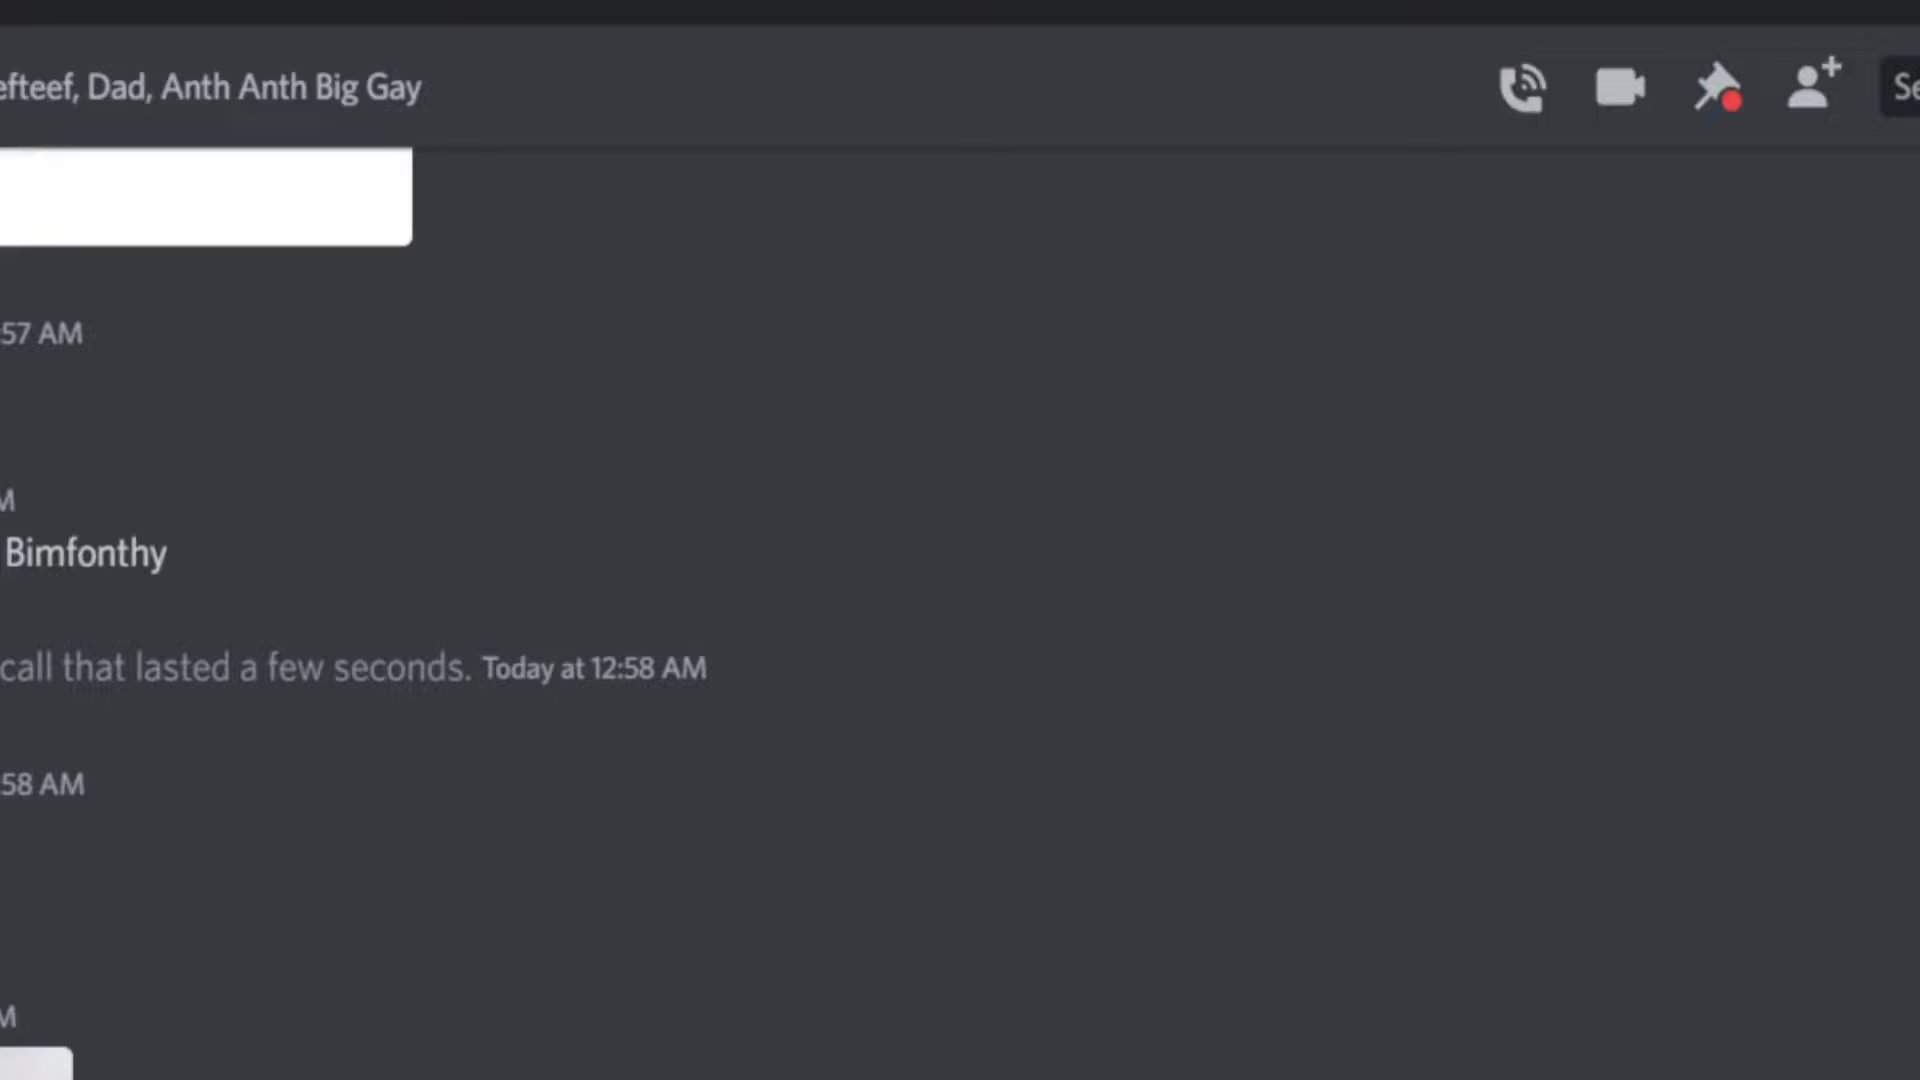 efteef, Dad, Anth Anth Big Gay
Se
:57 AM
M
Bimfonthy
call that lasted a few seconds. Today at 12:58 AM
:58 AM
M